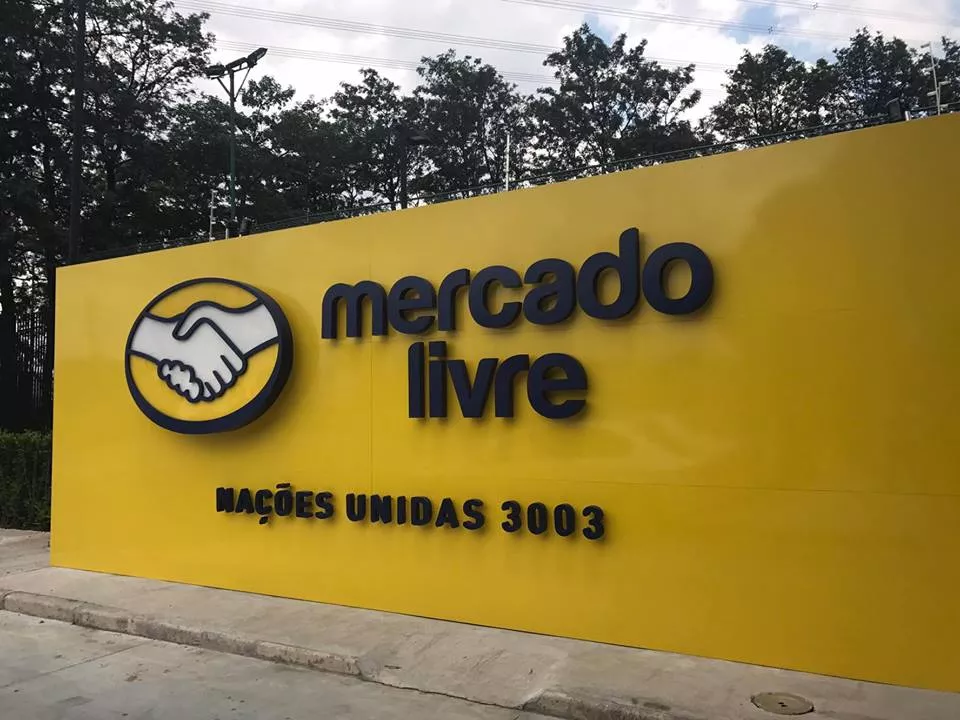 mercado
livre
NAÇÕES UNIDAS 3003